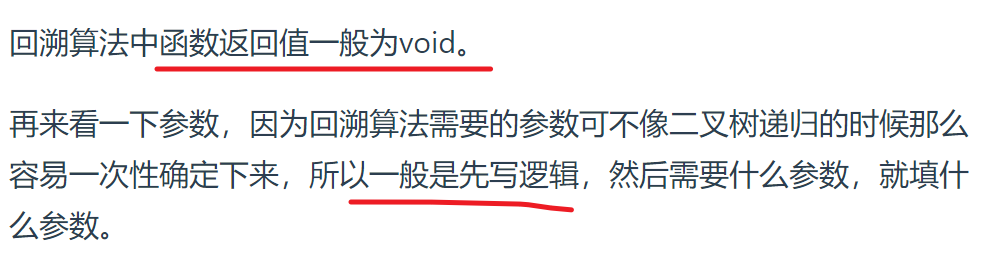 回溯算法中函数返回值一般为void。
再来看一下参数，因为回溯算法需要的参数可不像二叉树递归的时候那么
容易一次性确定下来，所以一般是先写逻辑，然后需要什么参数，就填什
么参数。